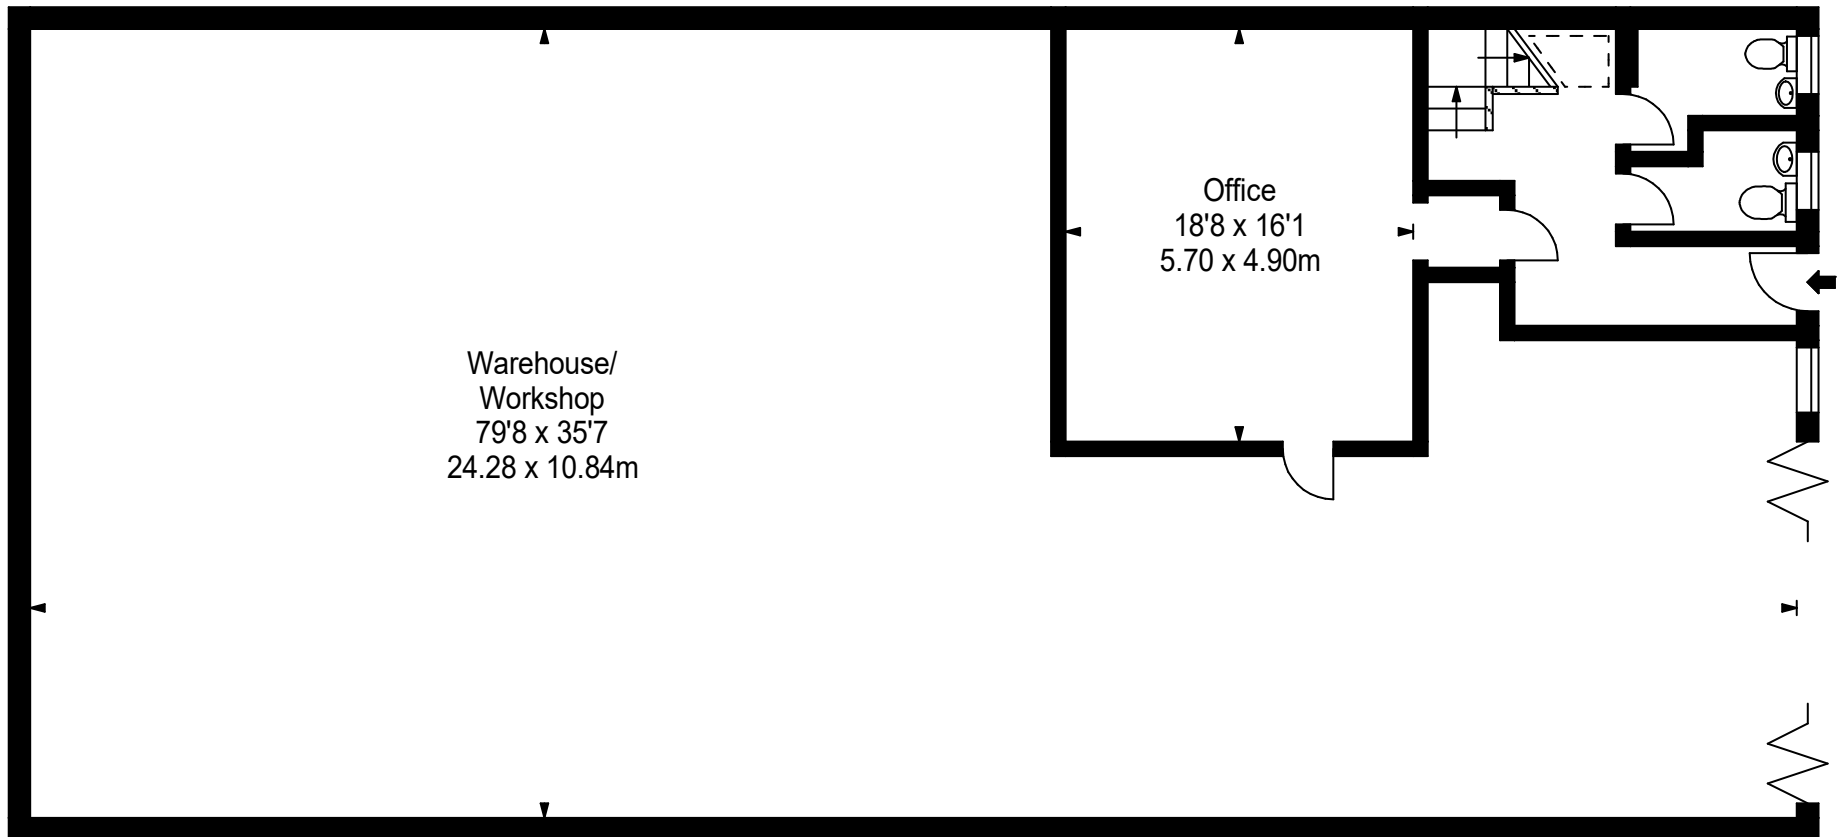 Office
18'8 x 16'1
5.70 x 4.90m
Warehouse/
Workshop
79'8 x 35'7
24.28 x 10.84m